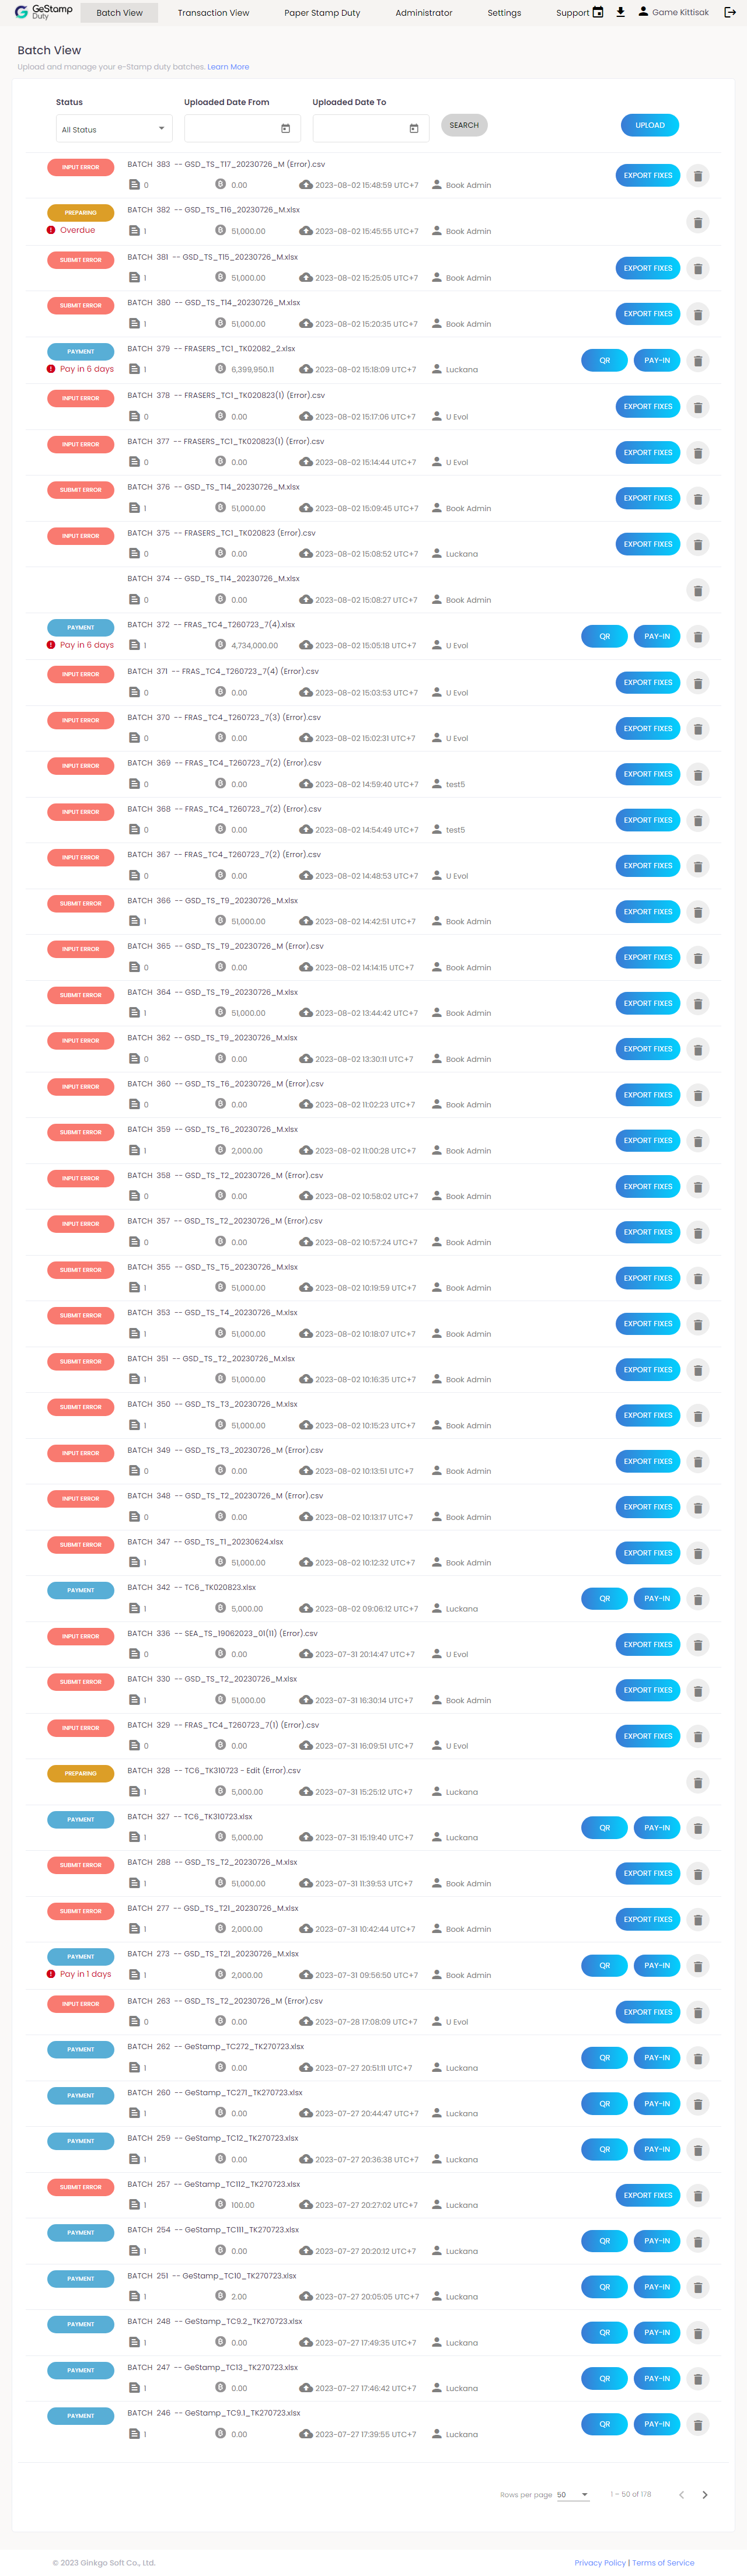 GeStamp
Duty
Batch View
Transaction View
Paper Stamp Duty
Administrator
Settings
Support
Game Kittisak
Batch View
Upload and manage your e-Stamp duty batches. Learn More
Status
Uploaded Date From
Uploaded Date To
All Status
SEARCH
UPLOAD
INPUT ERROR
BATCH 383 -- GSD_TS_T17_20230726_M (Error).csv
0 0.00 2023-08-02 15:48:59 UTC+7 Book Admin
EXPORT FIXES
PREPARING
Overdue
BATCH 382 -- GSD_TS_T16_20230726_M.xlsx
1 51,000.00 2023-08-02 15:45:55 UTC+7 Book Admin
SUBMIT ERROR
BATCH 381 -- GSD_TS_T15_20230726_M.xlsx
1 51,000.00 2023-08-02 15:25:05 UTC+7 Book Admin
EXPORT FIXES
SUBMIT ERROR
BATCH 380 -- GSD_TS_T14_20230726_M.xlsx
1 51,000.00 2023-08-02 15:20:35 UTC+7 Book Admin
EXPORT FIXES
PAYMENT
Pay in 6 days
BATCH 379 -- FRASERS_TC1_TK02082_2.xlsx
1 6,399,950.11 2023-08-02 15:18:09 UTC+7 Luckana
QR PAY-IN
INPUT ERROR
BATCH 378 -- FRASERS_TC1_TK020823(1) (Error).csv
0 0.00 2023-08-02 15:17:06 UTC+7 U Evol
EXPORT FIXES
INPUT ERROR
BATCH 377 -- FRASERS_TC1_TK020823(1) (Error).csv
0 0.00 2023-08-02 15:14:44 UTC+7 U Evol
EXPORT FIXES
SUBMIT ERROR
BATCH 376 -- GSD_TS_T14_20230726_M.xlsx
1 51,000.00 2023-08-02 15:09:45 UTC+7 Book Admin
EXPORT FIXES
INPUT ERROR
BATCH 375 -- FRASERS_TC1_TK020823 (Error).csv
0 0.00 2023-08-02 15:08:52 UTC+7 Luckana
EXPORT FIXES
BATCH 374 -- GSD_TS_T14_20230726_M.xlsx
0 0.00 2023-08-02 15:08:27 UTC+7 Book Admin
PAYMENT
Pay in 6 days
BATCH 372 -- FRAS_TC4_T260723_7(4).xlsx
1 4,734,000.00 2023-08-02 15:05:18 UTC+7 U Evol
QR PAY-IN
INPUT ERROR
BATCH 371 -- FRAS_TC4_T260723_7(4) (Error).csv
0 0.00 2023-08-02 15:03:53 UTC+7 U Evol
EXPORT FIXES
INPUT ERROR
BATCH 370 -- FRAS_TC4_T260723_7(3) (Error).csv
0 0.00 2023-08-02 15:02:31 UTC+7 U Evol
EXPORT FIXES
INPUT ERROR
BATCH 369 -- FRAS_TC4_T260723_7(2) (Error).csv
0 0.00 2023-08-02 14:59:40 UTC+7 test5
EXPORT FIXES
INPUT ERROR
BATCH 368 -- FRAS_TC4_T260723_7(2) (Error).csv
0 0.00 2023-08-02 14:54:49 UTC+7 test5
EXPORT FIXES
INPUT ERROR
BATCH 367 -- FRAS_TC4_T260723_7(2) (Error).csv
0 0.00 2023-08-02 14:48:53 UTC+7 U Evol
EXPORT FIXES
SUBMIT ERROR
BATCH 366 -- GSD_TS_T9_20230726_M.xlsx
1 51,000.00 2023-08-02 14:42:51 UTC+7 Book Admin
EXPORT FIXES
INPUT ERROR
BATCH 365 -- GSD_TS_T9_20230726_M (Error).csv
0 0.00 2023-08-02 14:14:15 UTC+7 Book Admin
EXPORT FIXES
SUBMIT ERROR
BATCH 364 -- GSD_TS_T9_20230726_M.xlsx
1 51,000.00 2023-08-02 13:44:42 UTC+7 Book Admin
EXPORT FIXES
INPUT ERROR
BATCH 362 -- GSD_TS_T9_20230726_M.xlsx
0 0.00 2023-08-02 13:30:11 UTC+7 Book Admin
EXPORT FIXES
INPUT ERROR
BATCH 360 -- GSD_TS_T6_20230726_M (Error).csv
0 0.00 2023-08-02 11:02:23 UTC+7 Book Admin
EXPORT FIXES
SUBMIT ERROR
BATCH 359 -- GSD_TS_T6_20230726_M.xlsx
1 2,000.00 2023-08-02 11:00:28 UTC+7 Book Admin
EXPORT FIXES
INPUT ERROR
BATCH 358 -- GSD_TS_T2_20230726_M (Error).csv
0 0.00 2023-08-02 10:58:02 UTC+7 Book Admin
EXPORT FIXES
INPUT ERROR
BATCH 357 -- GSD_TS_T2_20230726_M (Error).csv
0 0.00 2023-08-02 10:57:24 UTC+7 Book Admin
EXPORT FIXES
SUBMIT ERROR
BATCH 355 -- GSD_TS_T5_20230726_M.xlsx
1 51,000.00 2023-08-02 10:19:59 UTC+7 Book Admin
EXPORT FIXES
SUBMIT ERROR
BATCH 353 -- GSD_TS_T4_20230726_M.xlsx
1 51,000.00 2023-08-02 10:18:07 UTC+7 Book Admin
EXPORT FIXES
SUBMIT ERROR
BATCH 351 -- GSD_TS_T2_20230726_M.xlsx
1 51,000.00 2023-08-02 10:16:35 UTC+7 Book Admin
EXPORT FIXES
SUBMIT ERROR
BATCH 350 -- GSD_TS_T3_20230726_M.xlsx
1 51,000.00 2023-08-02 10:15:23 UTC+7 Book Admin
EXPORT FIXES
INPUT ERROR
BATCH 349 -- GSD_TS_T3_20230726_M (Error).csv
0 0.00 2023-08-02 10:13:51 UTC+7 Book Admin
EXPORT FIXES
INPUT ERROR
BATCH 348 -- GSD_TS_T2_20230726_M (Error).csv
0 0.00 2023-08-02 10:13:17 UTC+7 Book Admin
EXPORT FIXES
SUBMIT ERROR
BATCH 347 -- GSD_TS_T1_20230624.xlsx
1 51,000.00 2023-08-02 10:12:32 UTC+7 Book Admin
EXPORT FIXES
PAYMENT
BATCH 342 -- TC6_TK020823.xlsx
1 5,000.00 2023-08-02 09:06:12 UTC+7 Luckana
QR PAY-IN
INPUT ERROR
BATCH 336 -- SEA_TS_19062023_01(11) (Error).csv
0 0.00 2023-07-31 20:14:47 UTC+7 U Evol
EXPORT FIXES
SUBMIT ERROR
BATCH 330 -- GSD_TS_T2_20230726_M.xlsx
1 51,000.00 2023-07-31 16:30:14 UTC+7 Book Admin
EXPORT FIXES
INPUT ERROR
BATCH 329 -- FRAS_TC4_T260723_7(1) (Error).csv
0 0.00 2023-07-31 16:09:51 UTC+7 U Evol
EXPORT FIXES
PREPARING
BATCH 328 -- TC6_TK310723 - Edit (Error).csv
1 5,000.00 2023-07-31 15:25:12 UTC+7 Luckana
PAYMENT
BATCH 327 -- TC6_TK310723.xlsx
1 5,000.00 2023-07-31 15:19:40 UTC+7 Luckana
QR PAY-IN
SUBMIT ERROR
BATCH 288 -- GSD_TS_T2_20230726_M.xlsx
1 51,000.00 2023-07-31 11:39:53 UTC+7 Book Admin
EXPORT FIXES
SUBMIT ERROR
BATCH 277 -- GSD_TS_T21_20230726_M.xlsx
1 2,000.00 2023-07-31 10:42:44 UTC+7 Book Admin
EXPORT FIXES
PAYMENT
Pay in 1 days
BATCH 273 -- GSD_TS_T21_20230726_M.xlsx
1 2,000.00 2023-07-31 09:56:50 UTC+7 Book Admin
QR PAY-IN
INPUT ERROR
BATCH 263 -- GSD_TS_T2_20230726_M (Error).csv
0 0.00 2023-07-28 17:08:09 UTC+7 U Evol
EXPORT FIXES
PAYMENT
BATCH 262 -- GeStamp_TC272_TK270723.xlsx
1 0.00 2023-07-27 20:51:11 UTC+7 Luckana
QR PAY-IN
PAYMENT
BATCH 260 -- GeStamp_TC271_TK270723.xlsx
1 0.00 2023-07-27 20:44:47 UTC+7 Luckana
QR PAY-IN
PAYMENT
BATCH 259 -- GeStamp_TC12_TK270723.xlsx
1 0.00 2023-07-27 20:36:38 UTC+7 Luckana
QR PAY-IN
SUBMIT ERROR
BATCH 257 -- GeStamp_TC112_TK270723.xlsx
1 100.00 2023-07-27 20:27:02 UTC+7 Luckana
EXPORT FIXES
PAYMENT
BATCH 254 -- GeStamp_TC111_TK270723.xlsx
1 0.00 2023-07-27 20:20:12 UTC+7 Luckana
QR PAY-IN
PAYMENT
BATCH 251 -- GeStamp_TC10_TK270723.xlsx
1 2.00 2023-07-27 20:05:05 UTC+7 Luckana
QR PAY-IN
PAYMENT
BATCH 248 -- GeStamp_TC9.2_TK270723.xlsx
1 0.00 2023-07-27 17:49:35 UTC+7 Luckana
QR PAY-IN
PAYMENT
BATCH 247 -- GeStamp_TC13_TK270723.xlsx
1 0.00 2023-07-27 17:46:42 UTC+7 Luckana
QR PAY-IN
PAYMENT
BATCH 246 -- GeStamp_TC9.1_TK270723.xlsx
1 0.00 2023-07-27 17:39:55 UTC+7 Luckana
QR PAY-IN
Rows per page 50 1 – 50 of 178
© 2023 Ginkgo Soft Co., Ltd.
Privacy Policy | Terms of Service